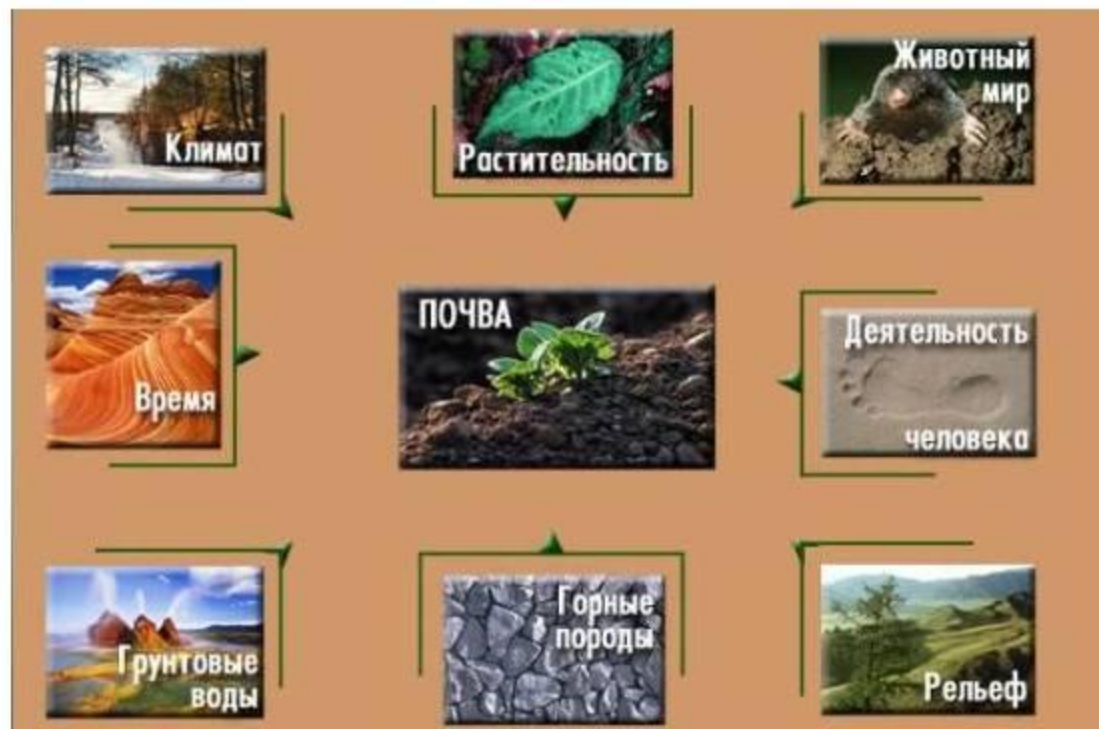 Климат
Растительность
Животный
мир
Время
ПОЧВА
Деятельность
человека
Грунтовые
воды
Горные
породы
Рельеф